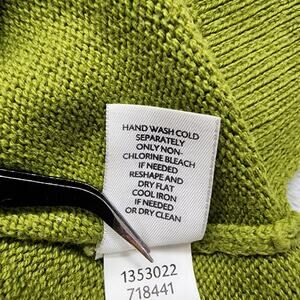 HAND WASH COLD
SEPARATELY
ONLY NON-
CHLORINE BLEACH
IF NEEDED
RESHAPE AND
DRY FLAT
COOL IRON
IF NEEDED
OR DRY CLEAN
1353022
718441